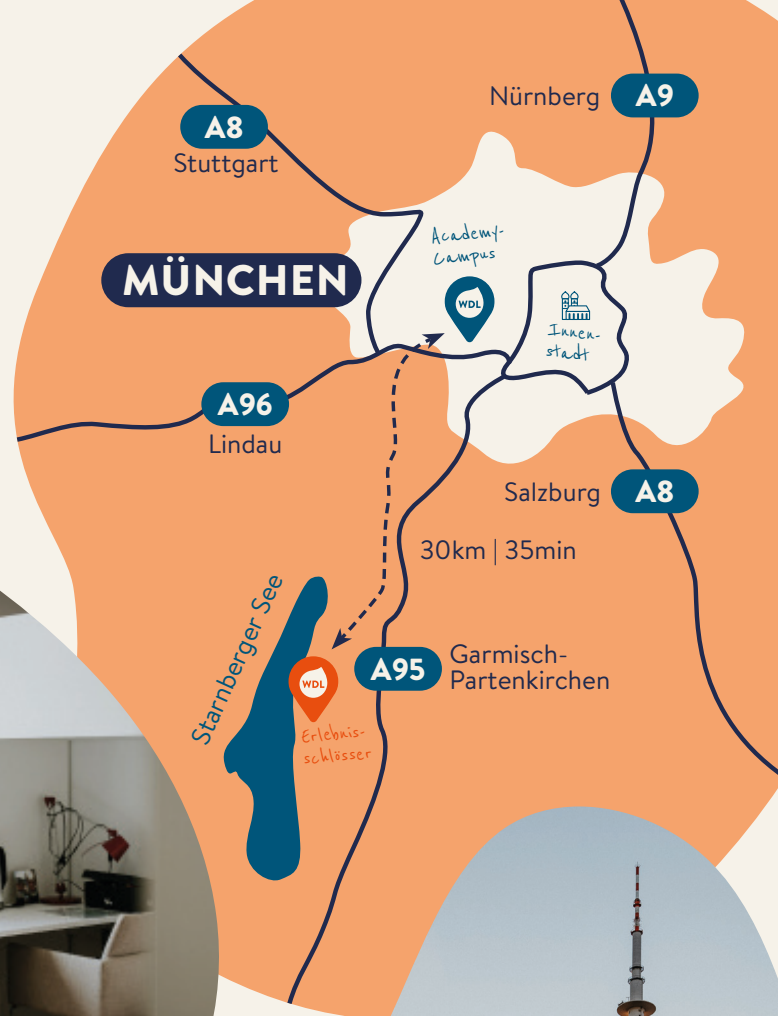 Nürnberg
A9
A8
Stuttgart
Academy-
Campus
MÜNCHEN
WDL
Innen-
stadt
A96
Lindau
Salzburg
A8
30km | 35min
Starnberger See
A95
Garmisch-
Partenkirchen
WDL
Erlebnis-
schlösser